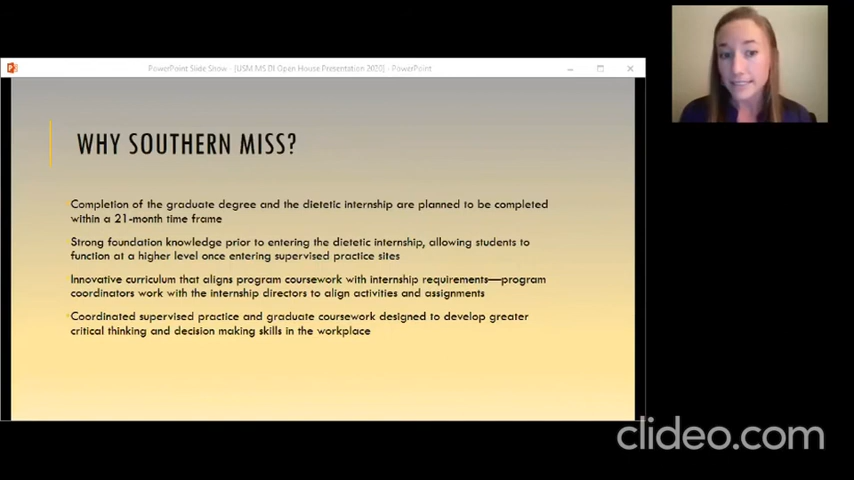 PowerPoint Slide Show - [USM MS DI Open House Presentation 2020] - PowerPoint
WHY SOUTHERN MISS?
Completion of the graduate degree and the dietetic internship are planned to be completed
within a 21-month time frame
Strong foundation knowledge prior to entering the dietetic internship, allowing students to
function at a higher level once entering supervised practice sites
Innovative curriculum that aligns program coursework with internship requirements—program
coordinators work with the internship directors to align activities and assignments
Coordinated supervised practice and graduate coursework designed to develop greater
critical thinking and decision making skills in the workplace
clideo.com